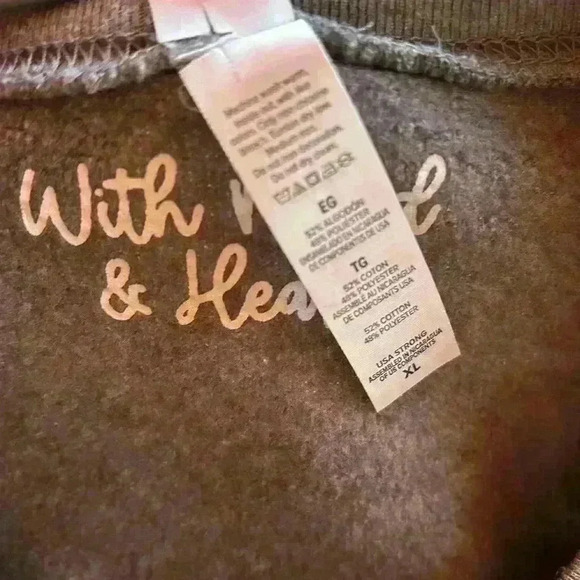 Machine wash warm,
inside out, with like
colors. Only non-chlorine
bleach. Tumble dry low.
Medium iron.
Do not iron decoration.
Do not dry clean.
EG
52% ALGODÓN
48% POLIESTER
ENSAMBLADO EN NICARAGUA
DE COMPONENTES DE USA
TG
52% COTON
48% POLYESTER
ASSEMBLÉ AU NICARAGUA
DE COMPOSANTS USA
52% COTTON
48% POLYESTER
USA STRONG
ASSEMBLED IN NICARAGUA
OF US COMPONENTS
XL
With
& Hea